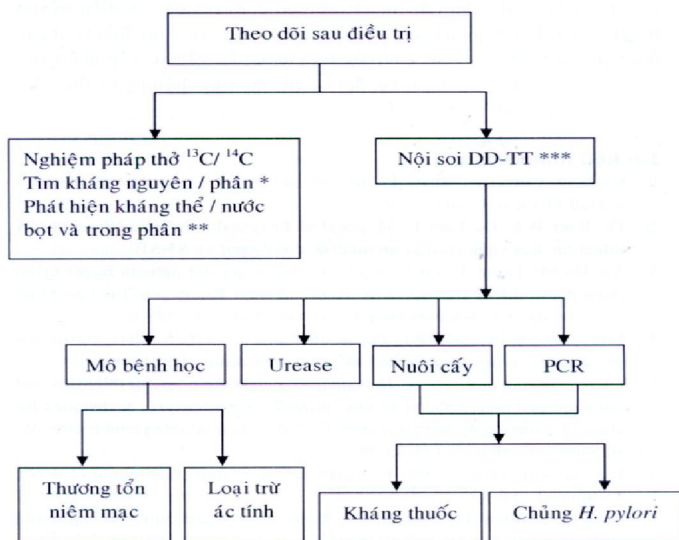 Theo dõi sau điều trị
Nghiệm pháp thở ¹³C/ ¹⁴C
Tìm kháng nguyên / phân *
Phát hiện kháng thể / nước
bọt và trong phân **
Nội soi DD-TT ***
Mô bệnh học
Urease
Nuôi cấy
PCR
Thương tổn
niêm mạc
Loại trừ
ác tính
Kháng thuốc
Chủng H. pylori